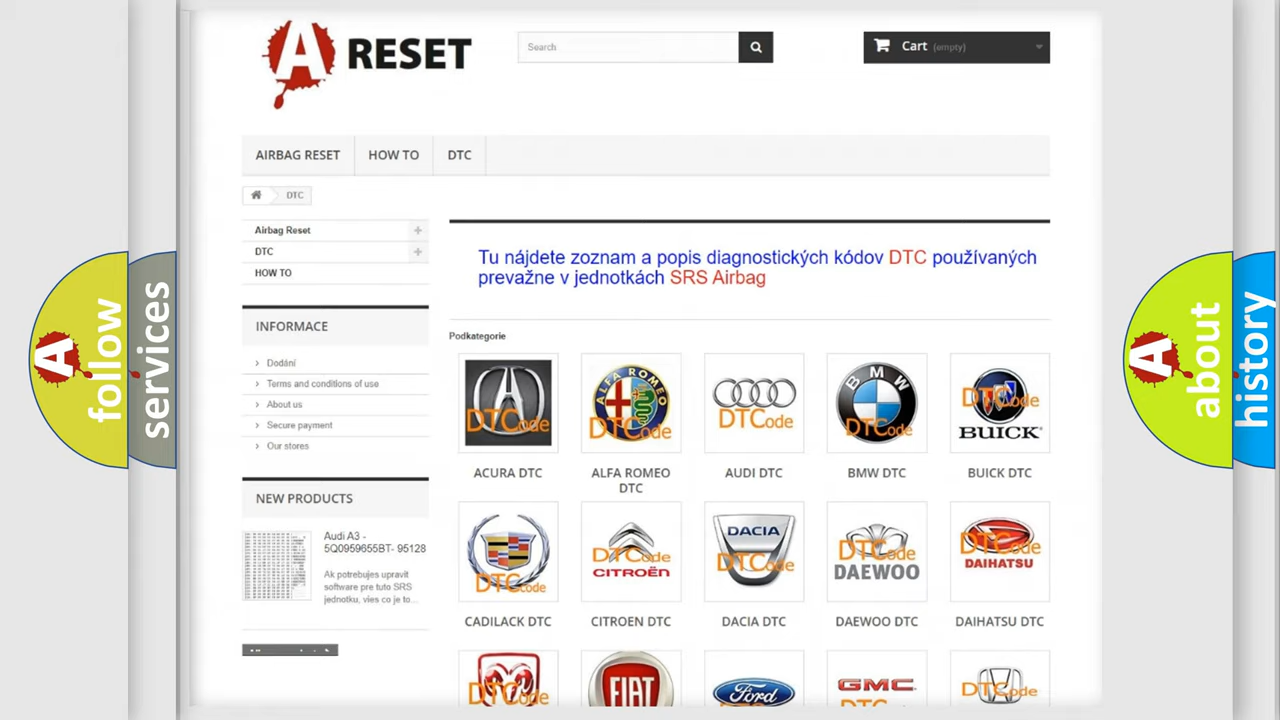 A RESET
Search
Cart (empty)
AIRBAG RESET
HOW TO
DTC
DTC
Airbag Reset
DTC
HOW TO
INFORMACE
Dodání
Terms and conditions of use
About us
Secure payment
Our stores
NEW PRODUCTS
Audi A3 -
5Q0959655BT- 95128
Ak potrebujes upravit
software pre tuto SRS
jednotku, vies co je to...
Tu nájdete zoznam a popis diagnostických kódov DTC používaných
prevažne v jednotkách SRS Airbag
Podkategorie
DTCode
ALFA ROMEO
DTCode
DTCode
BMW
DTCode
DTCode
BUICK
ACURA DTC
ALFA ROMEO
DTC
AUDI DTC
BMW DTC
BUICK DTC
DTCode
DTCode
CITROËN
DACIA
DTCode
DTCode
DAEWOO
DTCode
DAIHATSU
CADILACK DTC
CITROEN DTC
DACIA DTC
DAEWOO DTC
DAIHATSU DTC
DTCode
FIAT
Ford
GMC
DTCode
A follow
services
A about
history